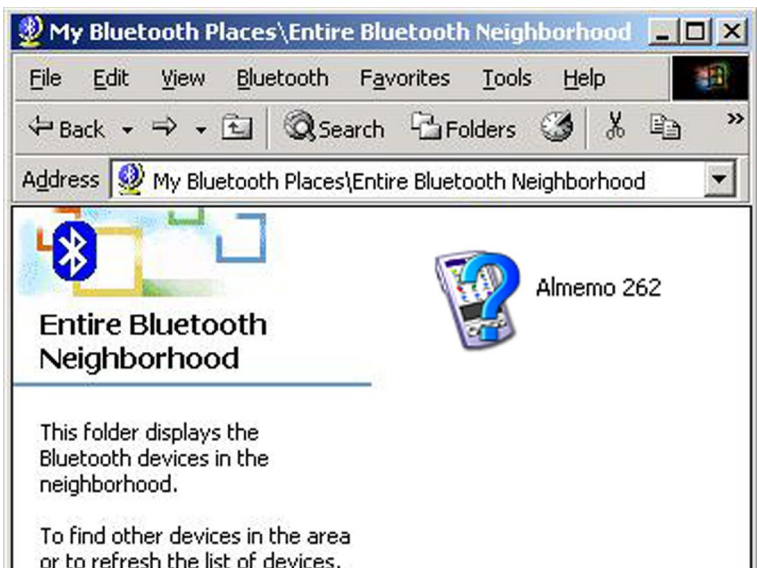 My Bluetooth Places\Entire Bluetooth Neighborhood
File Edit View Bluetooth Favorites Tools Help
Back Search Folders »
Address My Bluetooth Places\Entire Bluetooth Neighborhood
Almemo 262
Entire Bluetooth
Neighborhood
This folder displays the
Bluetooth devices in the
neighborhood.
To find other devices in the area
or to refresh the list of devices,